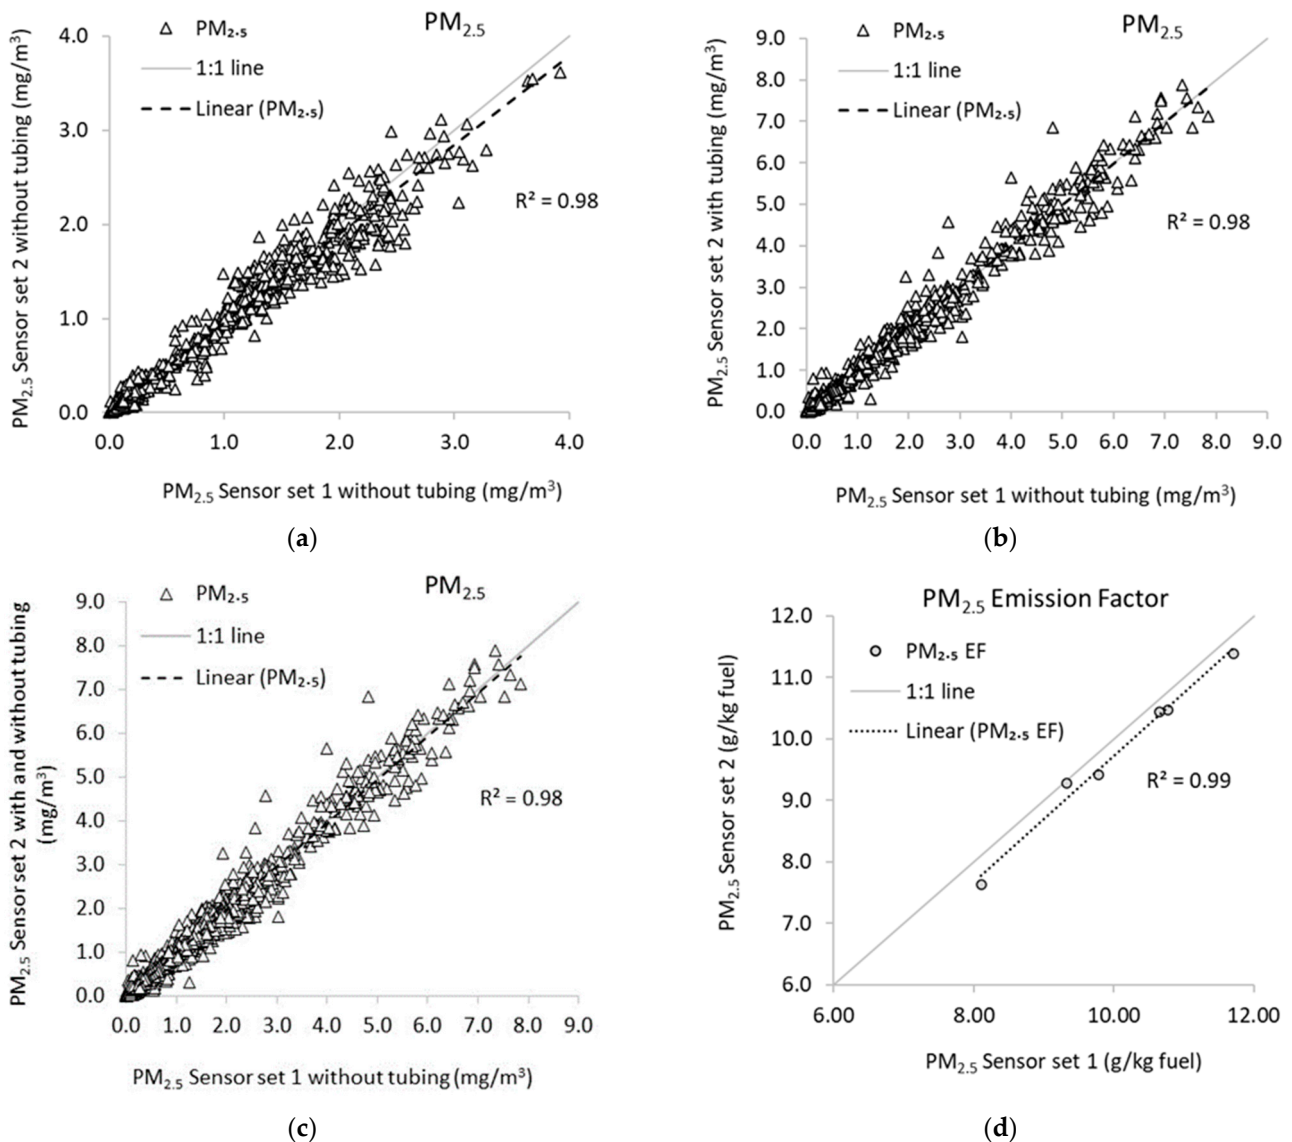 PM₂.₅
4.0
3.0
2.0
1.0
0.0
PM₂.₅
1:1 line
Linear (PM₂.₅)
R² = 0.98
0.0 1.0 2.0 3.0 4.0
PM₂.₅ Sensor set 2 without tubing (mg/m³)
PM₂.₅ Sensor set 1 without tubing (mg/m³)
(a)
PM₂.₅
9.0
8.0
7.0
6.0
5.0
4.0
3.0
2.0
1.0
0.0
PM₂.₅
1:1 line
Linear (PM₂.₅)
R² = 0.98
0.0 1.0 2.0 3.0 4.0 5.0 6.0 7.0 8.0 9.0
PM₂.₅ Sensor set 2 with tubing (mg/m³)
PM₂.₅ Sensor set 1 without tubing (mg/m³)
(b)
PM₂.₅
9.0
8.0
7.0
6.0
5.0
4.0
3.0
2.0
1.0
0.0
PM₂.₅
1:1 line
Linear (PM₂.₅)
R² = 0.98
0.0 1.0 2.0 3.0 4.0 5.0 6.0 7.0 8.0 9.0
PM₂.₅ Sensor set 2 with and without tubing
(mg/m³)
PM₂.₅ Sensor set 1 without tubing (mg/m³)
(c)
PM₂.₅ Emission Factor
12.0
11.0
10.0
9.0
8.0
7.0
6.0
PM₂.₅ EF
1:1 line
Linear (PM₂.₅ EF)
R² = 0.99
6.00 8.00 10.00 12.00
PM₂.₅ Sensor set 2 (g/kg fuel)
PM₂.₅ Sensor set 1 (g/kg fuel)
(d)